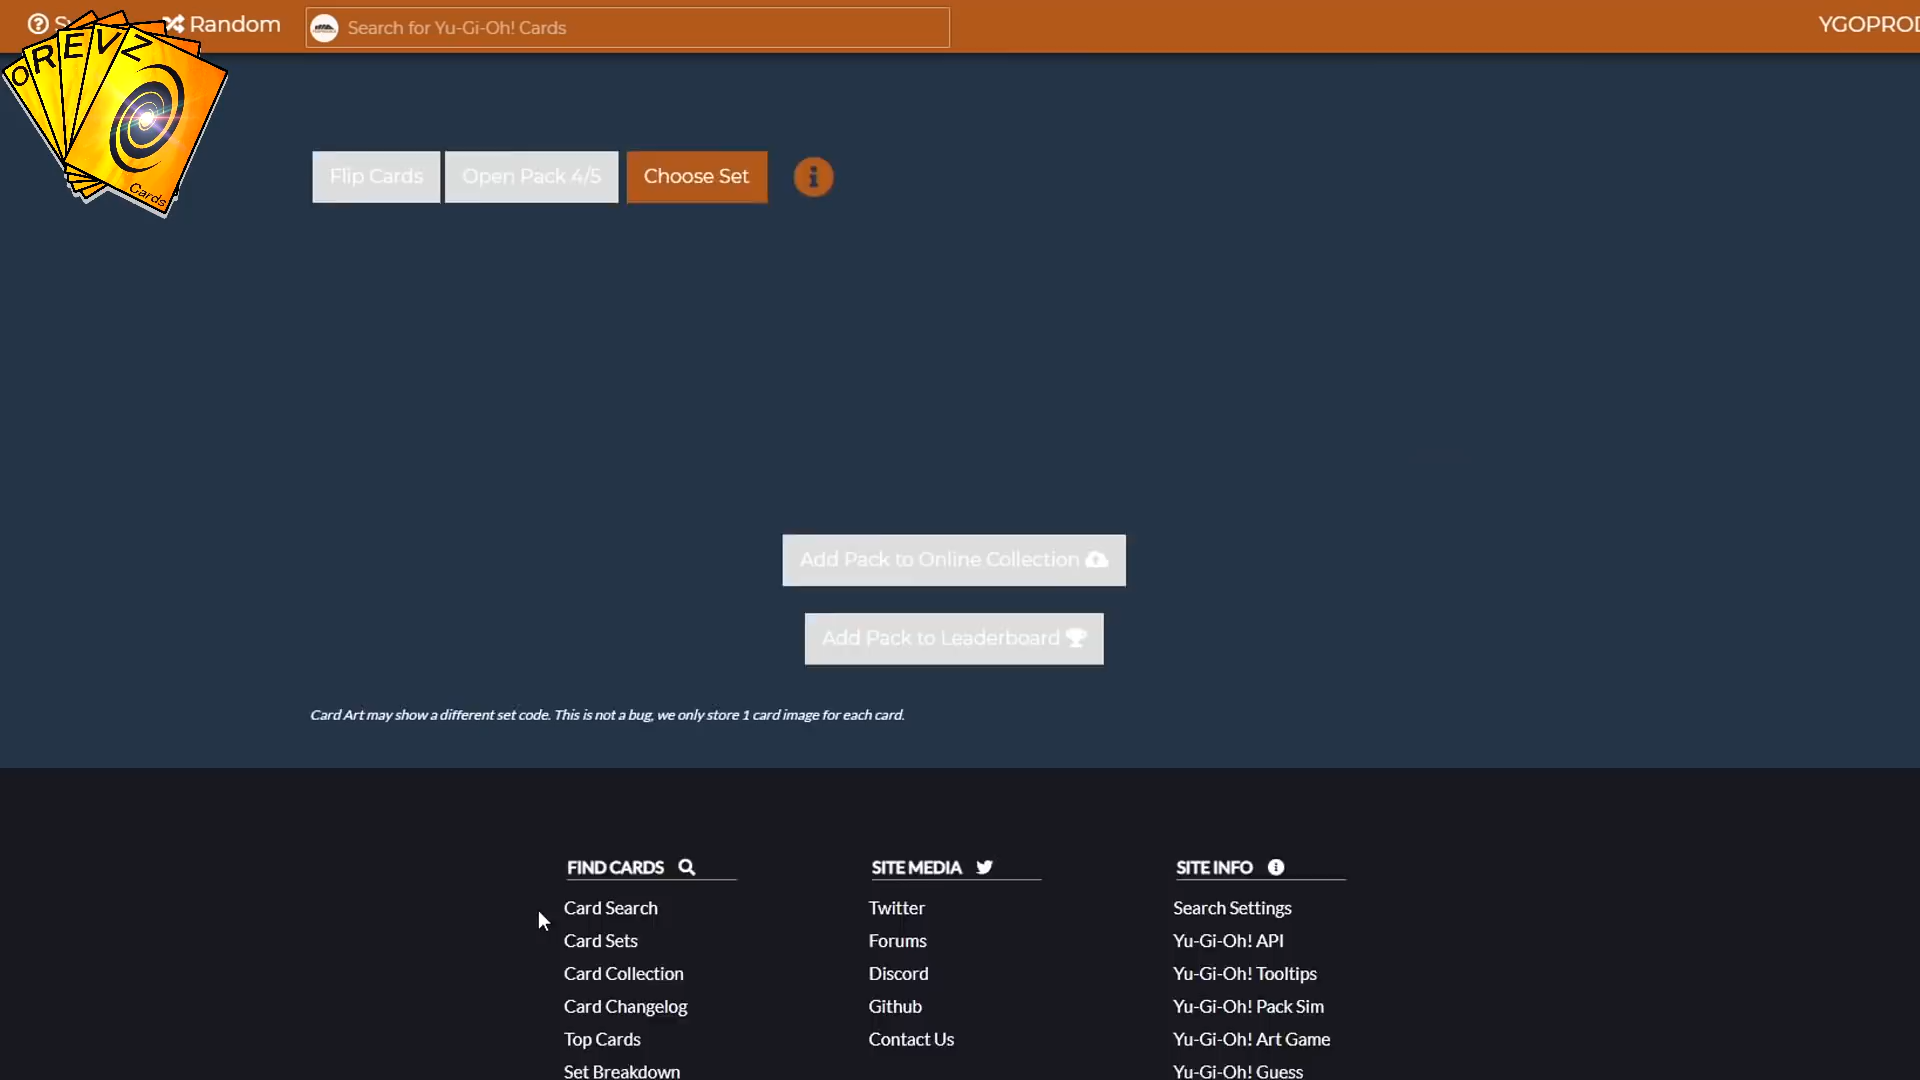 Random
Search for Yu-Gi-Oh! Cards
OREVZ
Cards
Flip Cards
Open Pack 4/5
Choose Set
Add Pack to Online Collection
Add Pack to Leaderboard
Card Art may show a different set code. This is not a bug, we only store 1 card image for each card.
FIND CARDS
Card Search
Card Sets
Card Collection
Card Changelog
Top Cards
Set Breakdown
SITE MEDIA
Twitter
Forums
Discord
Github
Contact Us
SITE INFO
Search Settings
Yu-Gi-Oh! API
Yu-Gi-Oh! Tooltips
Yu-Gi-Oh! Pack Sim
Yu-Gi-Oh! Art Game
Yu-Gi-Oh! Guess